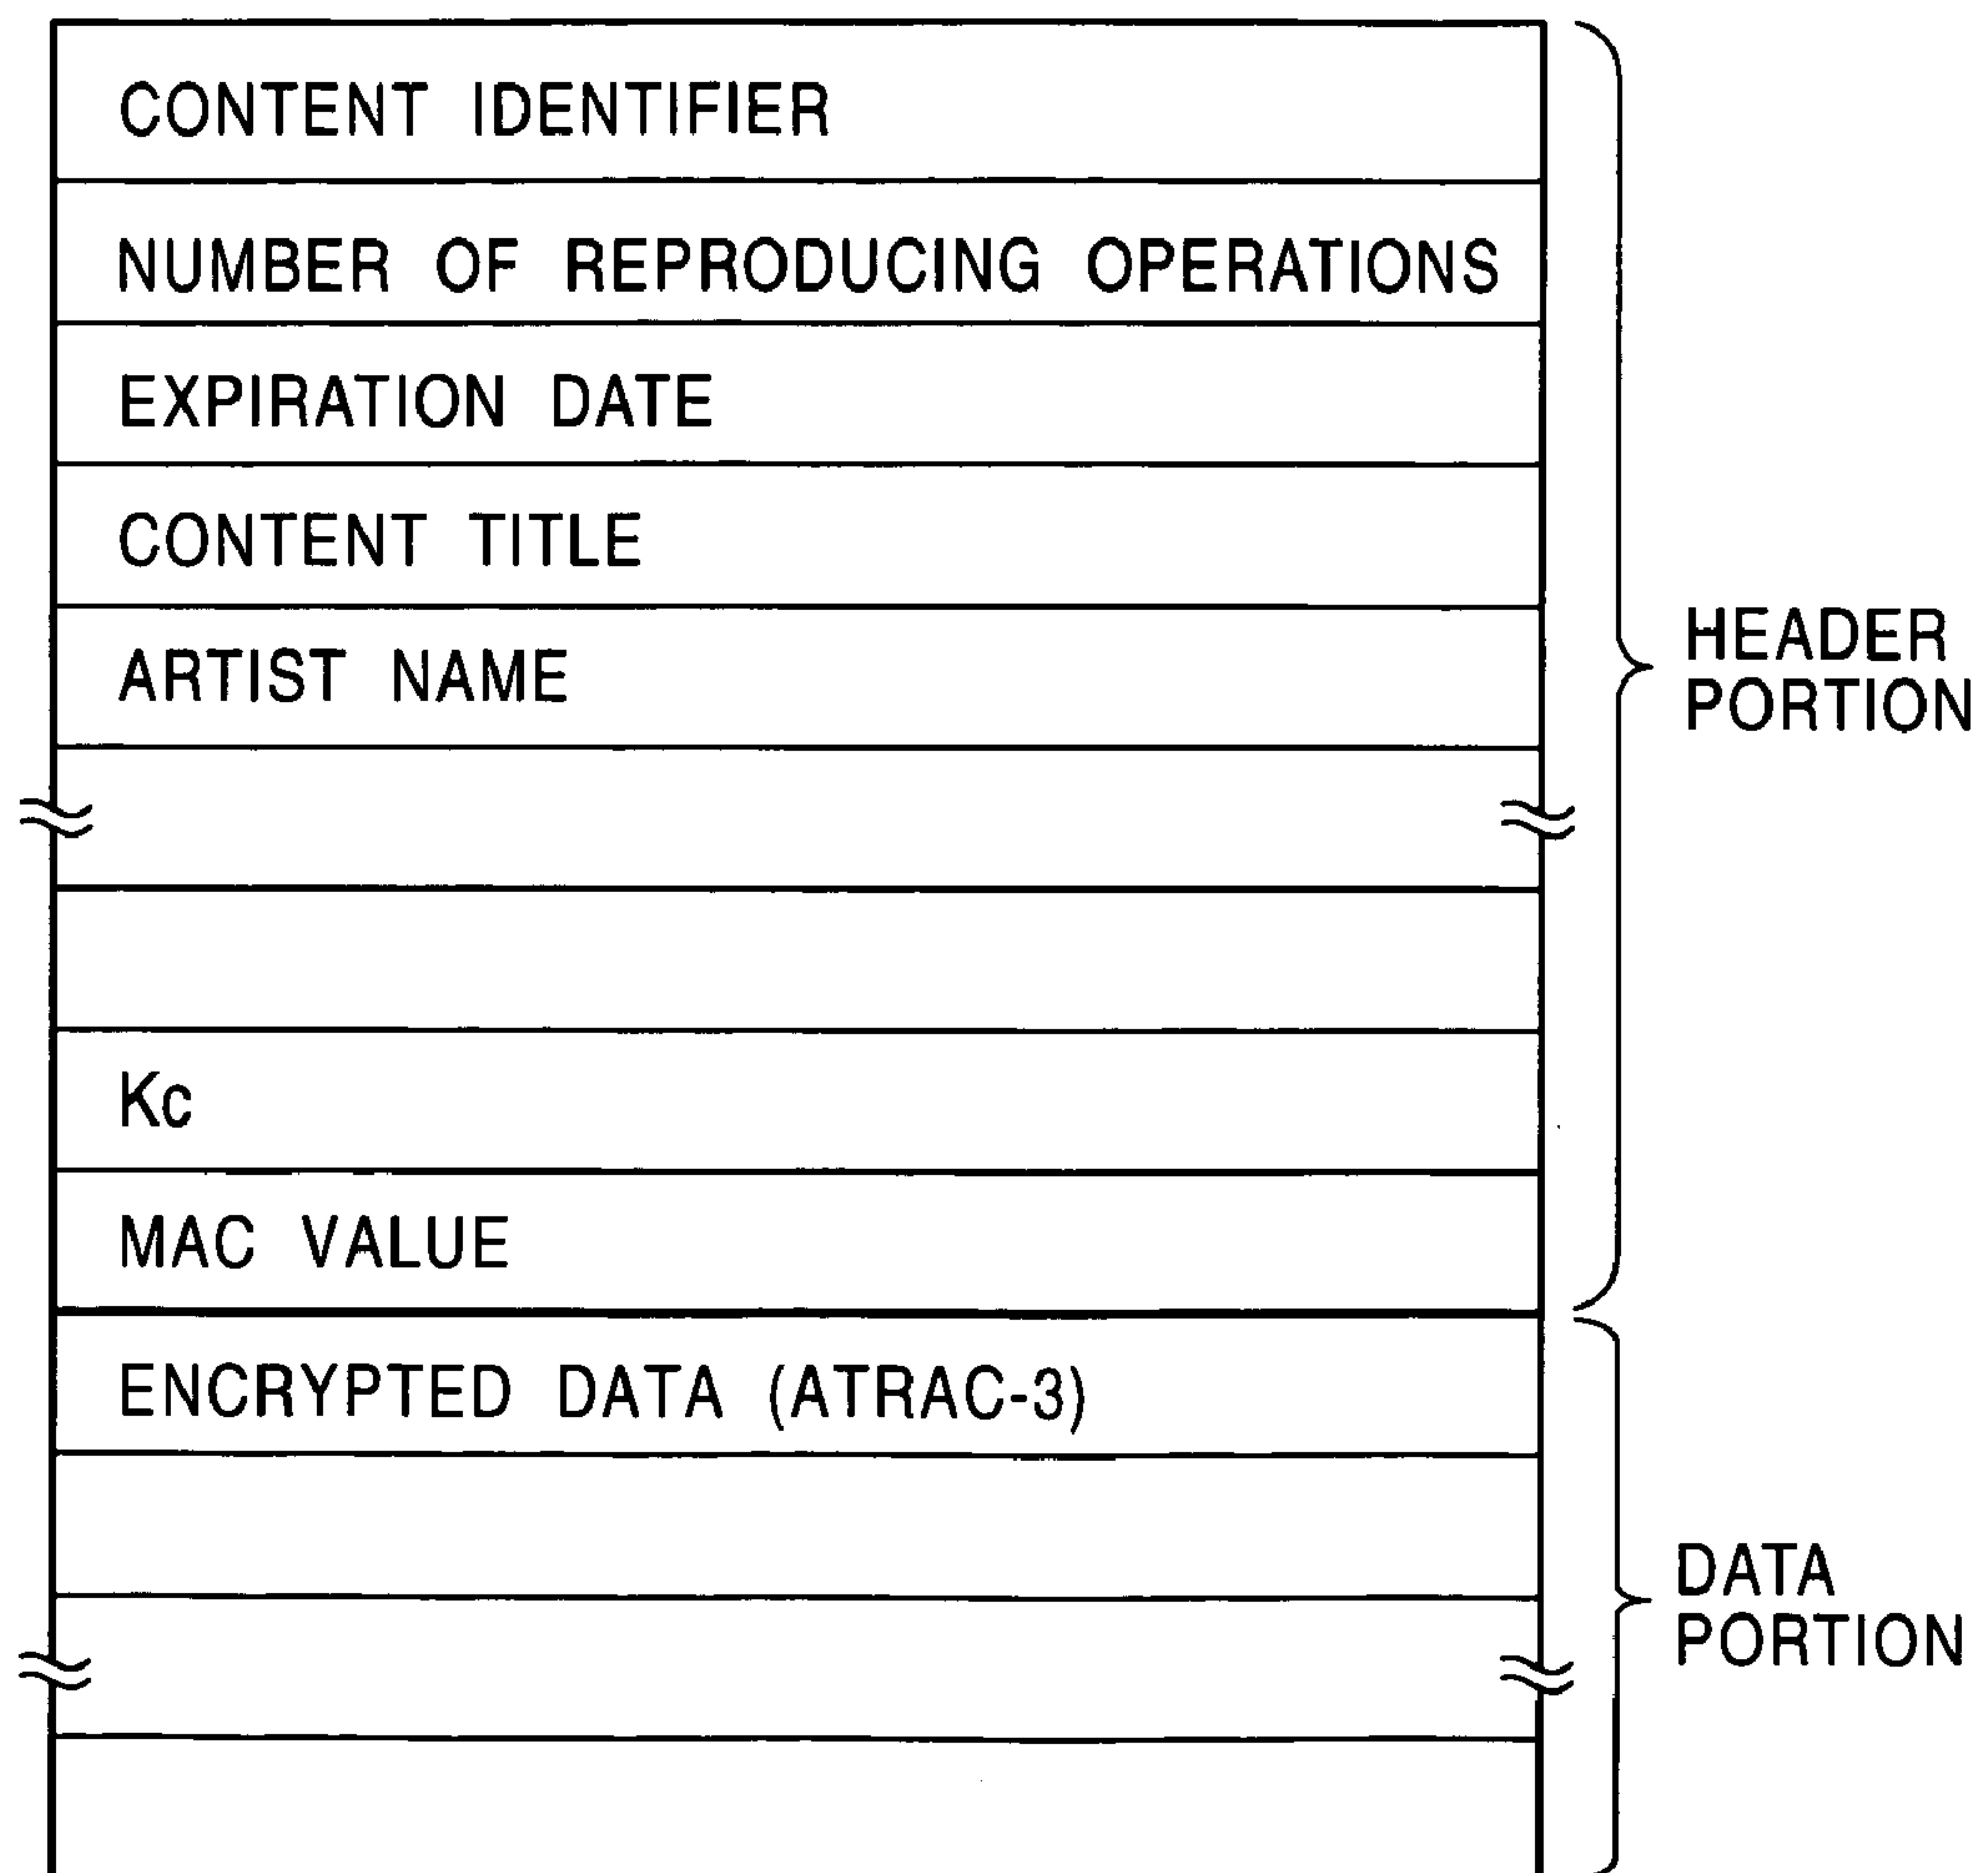 CONTENT IDENTIFIER
NUMBER OF REPRODUCING OPERATIONS
EXPIRATION DATE
CONTENT TITLE
ARTIST NAME
HEADER
PORTION
Kc
MAC VALUE
ENCRYPTED DATA (ATRAC-3)
DATA
PORTION